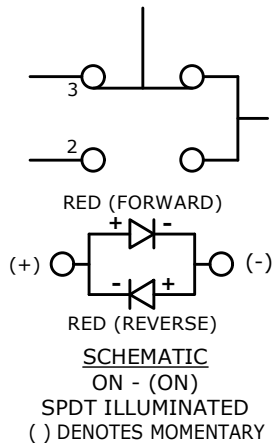 3
2
RED (FORWARD)
+ -
(+) (-)
- +
RED (REVERSE)
SCHEMATIC
ON - (ON)
SPDT ILLUMINATED
( ) DENOTES MOMENTARY